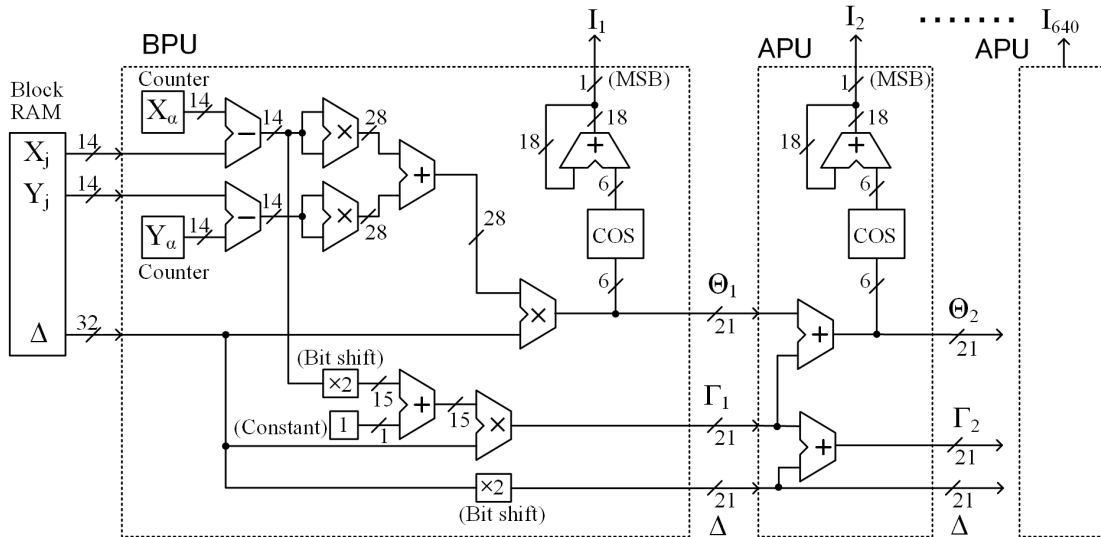 BPU
I1
I2
.......
I640
APU
APU
Counter
1
(MSB)
1
(MSB)
Block
RAM
Xα
14
14
28
18
18
18
18
Xj
14
−
×
+
+
+
Yj
14
14
6
6
−
×
28
28
COS
COS
Yα
14
Counter
6
6
Δ
32
×
Θ1
21
+
Θ2
21
(Bit shift)
×2
15
+
15
×
Γ1
21
+
Γ2
21
(Constant)
1
1
×2
(Bit shift)
21
Δ
21
Δ